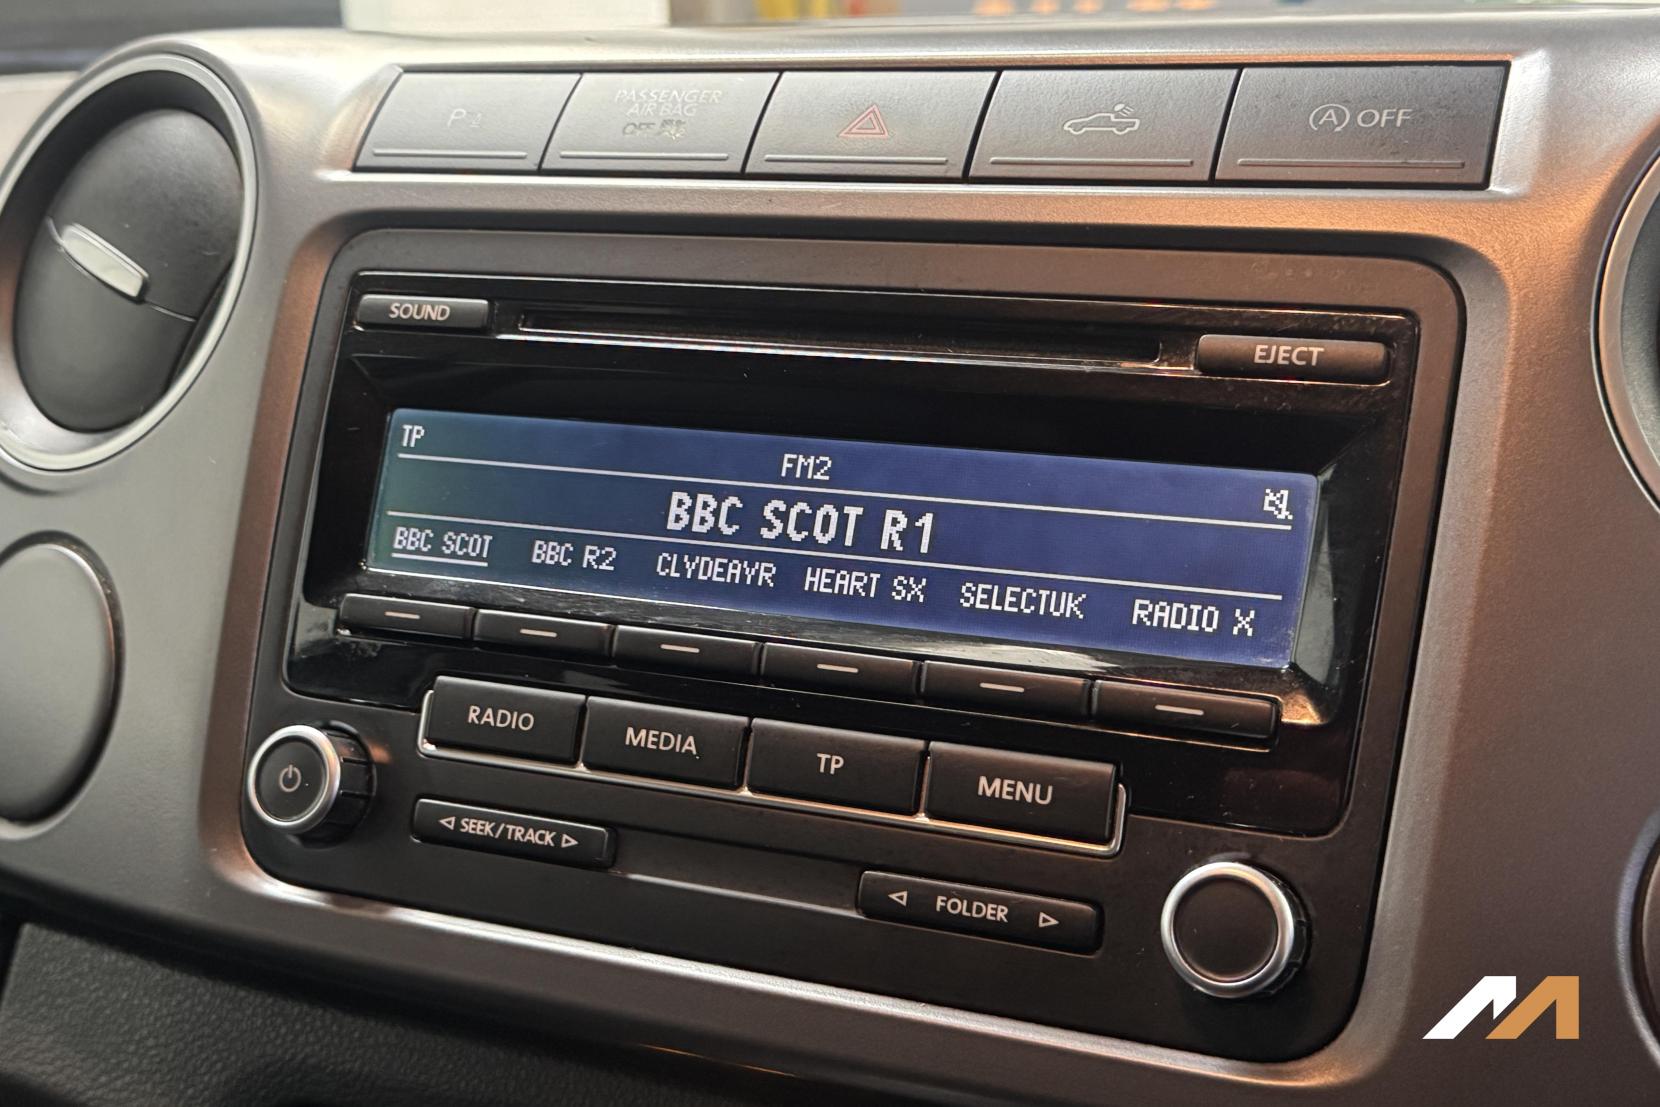 P
PASSENGER
AIR BAG
OFF
A OFF
SOUND
EJECT
TP
FM2
BBC SCOT R1
BBC SCOT BBC R2 CLYDEAYR HEART SX SELECTUK RADIO X
RADIO MEDIA TP MENU
SEEK/TRACK
FOLDER